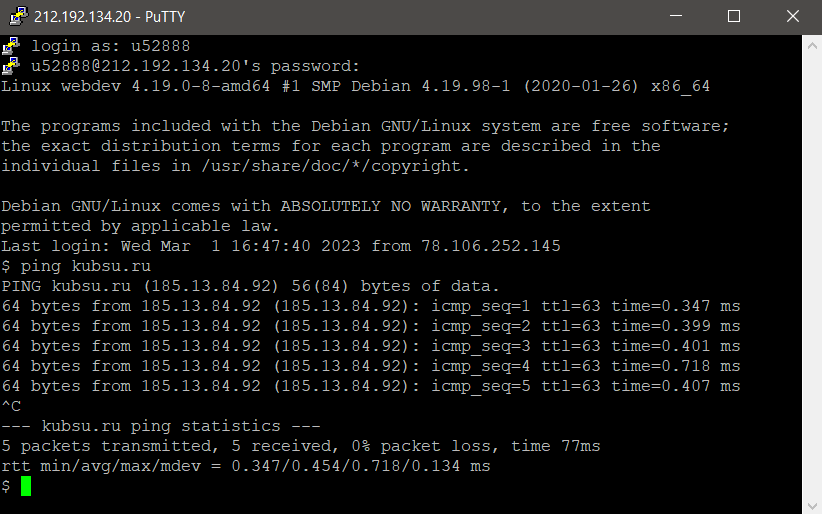 212.192.134.20 - PuTTY
login as: u52888
u52888@212.192.134.20's password:
Linux webdev 4.19.0-8-amd64 #1 SMP Debian 4.19.98-1 (2020-01-26) x86_64
The programs included with the Debian GNU/Linux system are free software;
the exact distribution terms for each program are described in the
individual files in /usr/share/doc/*/copyright.
Debian GNU/Linux comes with ABSOLUTELY NO WARRANTY, to the extent
permitted by applicable law.
Last login: Wed Mar  1 16:47:40 2023 from 78.106.252.145
$ ping kubsu.ru
PING kubsu.ru (185.13.84.92) 56(84) bytes of data.
64 bytes from 185.13.84.92 (185.13.84.92): icmp_seq=1 ttl=63 time=0.347 ms
64 bytes from 185.13.84.92 (185.13.84.92): icmp_seq=2 ttl=63 time=0.399 ms
64 bytes from 185.13.84.92 (185.13.84.92): icmp_seq=3 ttl=63 time=0.401 ms
64 bytes from 185.13.84.92 (185.13.84.92): icmp_seq=4 ttl=63 time=0.718 ms
64 bytes from 185.13.84.92 (185.13.84.92): icmp_seq=5 ttl=63 time=0.407 ms
^C
--- kubsu.ru ping statistics ---
5 packets transmitted, 5 received, 0% packet loss, time 77ms
rtt min/avg/max/mdev = 0.347/0.454/0.718/0.134 ms
$